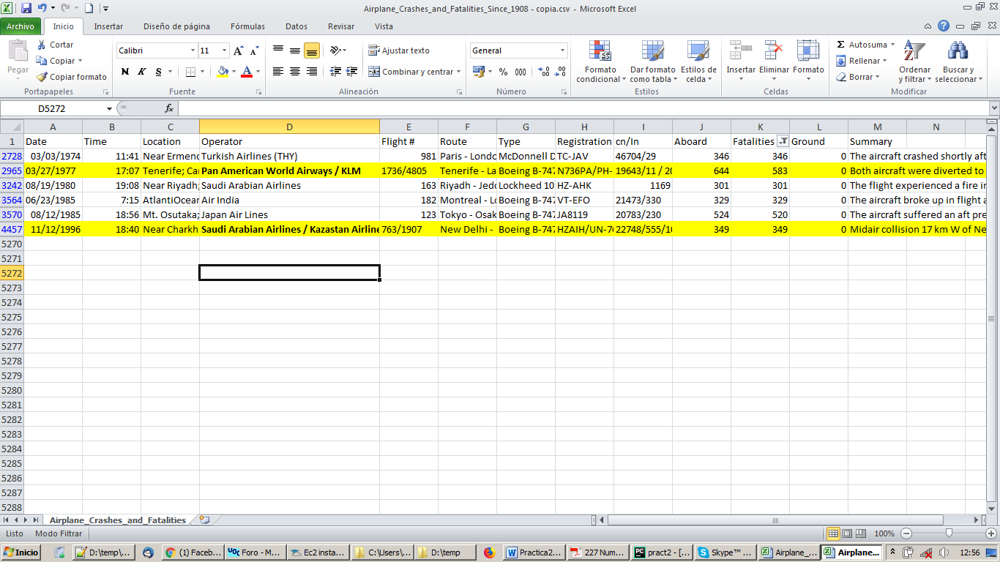 Airplane_Crashes_and_Fatalities_Since_1908 - copia.csv - Microsoft Excel
Archivo Inicio Insertar Diseño de página Fórmulas Datos Revisar Vista
Pegar Cortar Copiar Copiar formato
Portapapeles
Calibri 11
N K S
Fuente
Ajustar texto
Combinar y centrar
Alineación
General
% 000
Número
Formato condicional Dar formato como tabla Estilos de celda
Estilos
Insertar Eliminar Formato
Celdas
Σ Autosuma
Rellenar
Borrar
Ordenar y filtrar Buscar y seleccionar
Modificar
D5272 fx
A B C D E F G H I J K L M N
1 Date Time Location Operator Flight # Route Type Registration cn/In Aboard Fatalities Ground Summary
2728 03/03/1974 11:41 Near Ermeno Turkish Airlines (THY) 981 Paris - Londo McDonnell D TC-JAV 46704/29 346 346 0 The aircraft crashed shortly aft
2965 03/27/1977 17:07 Tenerife; Ca Pan American World Airways / KLM 1736/4805 Tenerife - La Boeing B-747 N736PA/PH- 19643/11 / 20 644 583 0 Both aircraft were diverted to
3242 08/19/1980 19:08 Near Riyadh; Saudi Arabian Airlines 163 Riyadh - Jedd Lockheed 10 HZ-AHK 1169 301 301 0 The flight experienced a fire in
3564 06/23/1985 7:15 AtlantiOcean Air India 182 Montreal - Lo Boeing B-747 VT-EFO 21473/330 329 329 0 The aircraft broke up in flight a
3570 08/12/1985 18:56 Mt. Osutaka; Japan Air Lines 123 Tokyo - Osak Boeing B-747 JA8119 20783/230 524 520 0 The aircraft suffered an aft pre
4457 11/12/1996 18:40 Near Charkh Saudi Arabian Airlines / Kazastan Airline 763/1907 New Delhi - Boeing B-747 HZAIH/UN-76 22748/555/10 349 349 0 Midair collision 17 km W of Ne
5270
5271
5272
5273
5274
5275
5276
5277
5278
5279
5280
5281
5282
5283
5284
5285
5286
5287
5288
Airplane_Crashes_and_Fatalities
Listo Modo Filtrar 100%
Inicio D:\temp\... (1) Faceb... Foro - M... Ec2 insta... C:\Users\... D:\temp Practica2... 227 Num... pract2 - [... Skype™ ... Airplane_... Airplane... 12:56